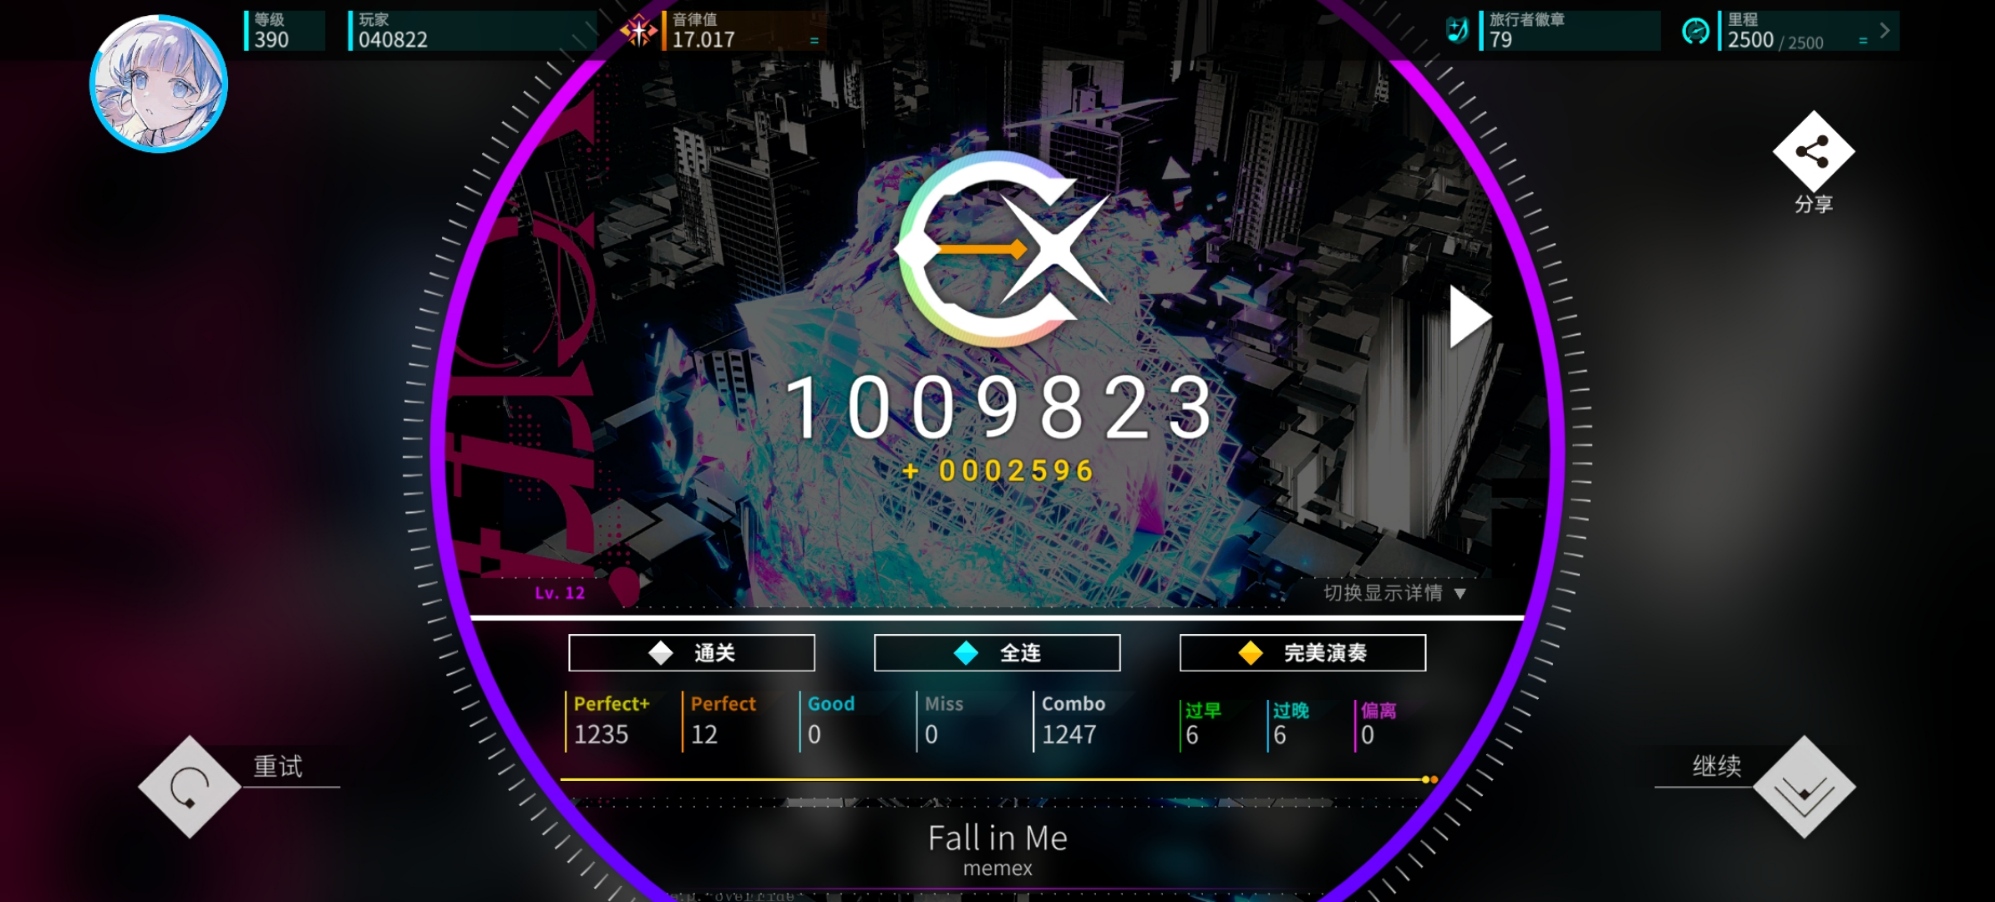 等级
390
玩家
040822
音律值
17.017
=
旅行者徽章
79
里程
2500 / 2500
=
分享
EX
1009823
+ 0002596
Lv. 12
切换显示详情 ▼
通关
全连
完美演奏
Perfect+
1235
Perfect
12
Good
0
Miss
0
Combo
1247
过早
6
过晚
6
偏离
0
重试
继续
Fall in Me
memex